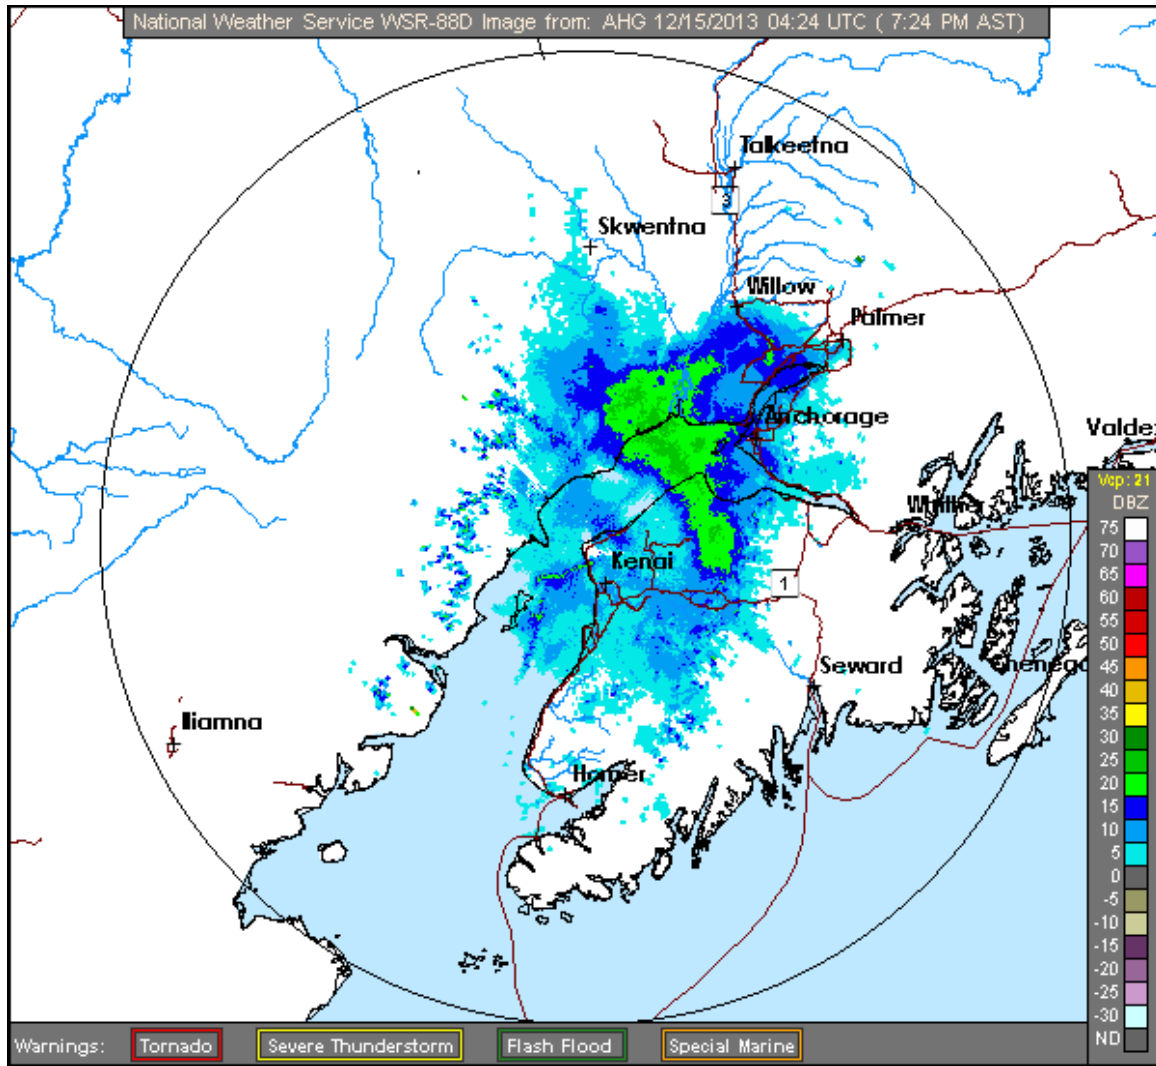 National Weather Service WSR-88D Image from: AHG 12/15/2013 04:24 UTC ( 7:24 PM AST)
Talkeetna
3
Skwentna
Willow
Palmer
Anchorage
Valdez
Whittier
Kenai
1
Seward
Chenega
Iliamna
Homer
Vcp: 21
DBZ
75
70
65
60
55
50
45
40
35
30
25
20
15
10
5
0
-5
-10
-15
-20
-25
-30
ND
Warnings: Tornado Severe Thunderstorm Flash Flood Special Marine